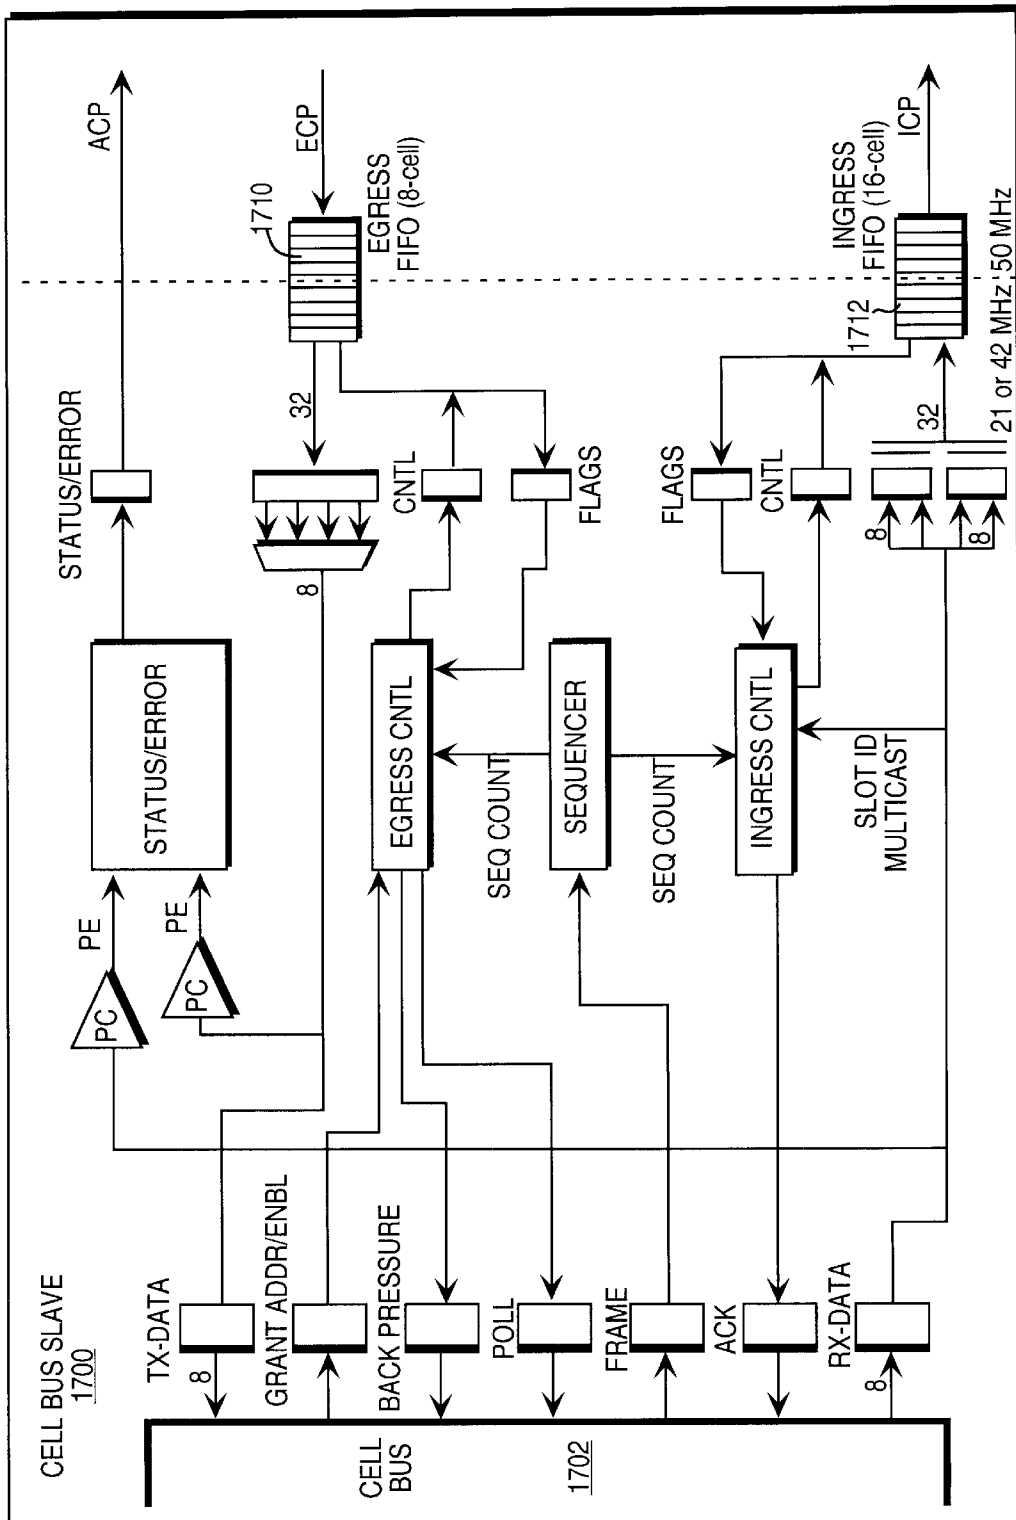 CELL BUS SLAVE
1700
CELL
BUS
1702
TX-DATA
8
GRANT ADDR/ENBL
BACK PRESSURE
POLL
FRAME
ACK
RX-DATA
8
PC
PE
PC
PE
STATUS/ERROR
STATUS/ERROR
ACP
8
32
1710
ECP
EGRESS
FIFO (8-cell)
EGRESS CNTL
CNTL
FLAGS
SEQ COUNT
SEQUENCER
SEQ COUNT
INGRESS CNTL
FLAGS
CNTL
SLOT ID
MULTICAST
8
8
32
1712
INGRESS
FIFO (16-cell)
ICP
21 or 42 MHz
50 MHz